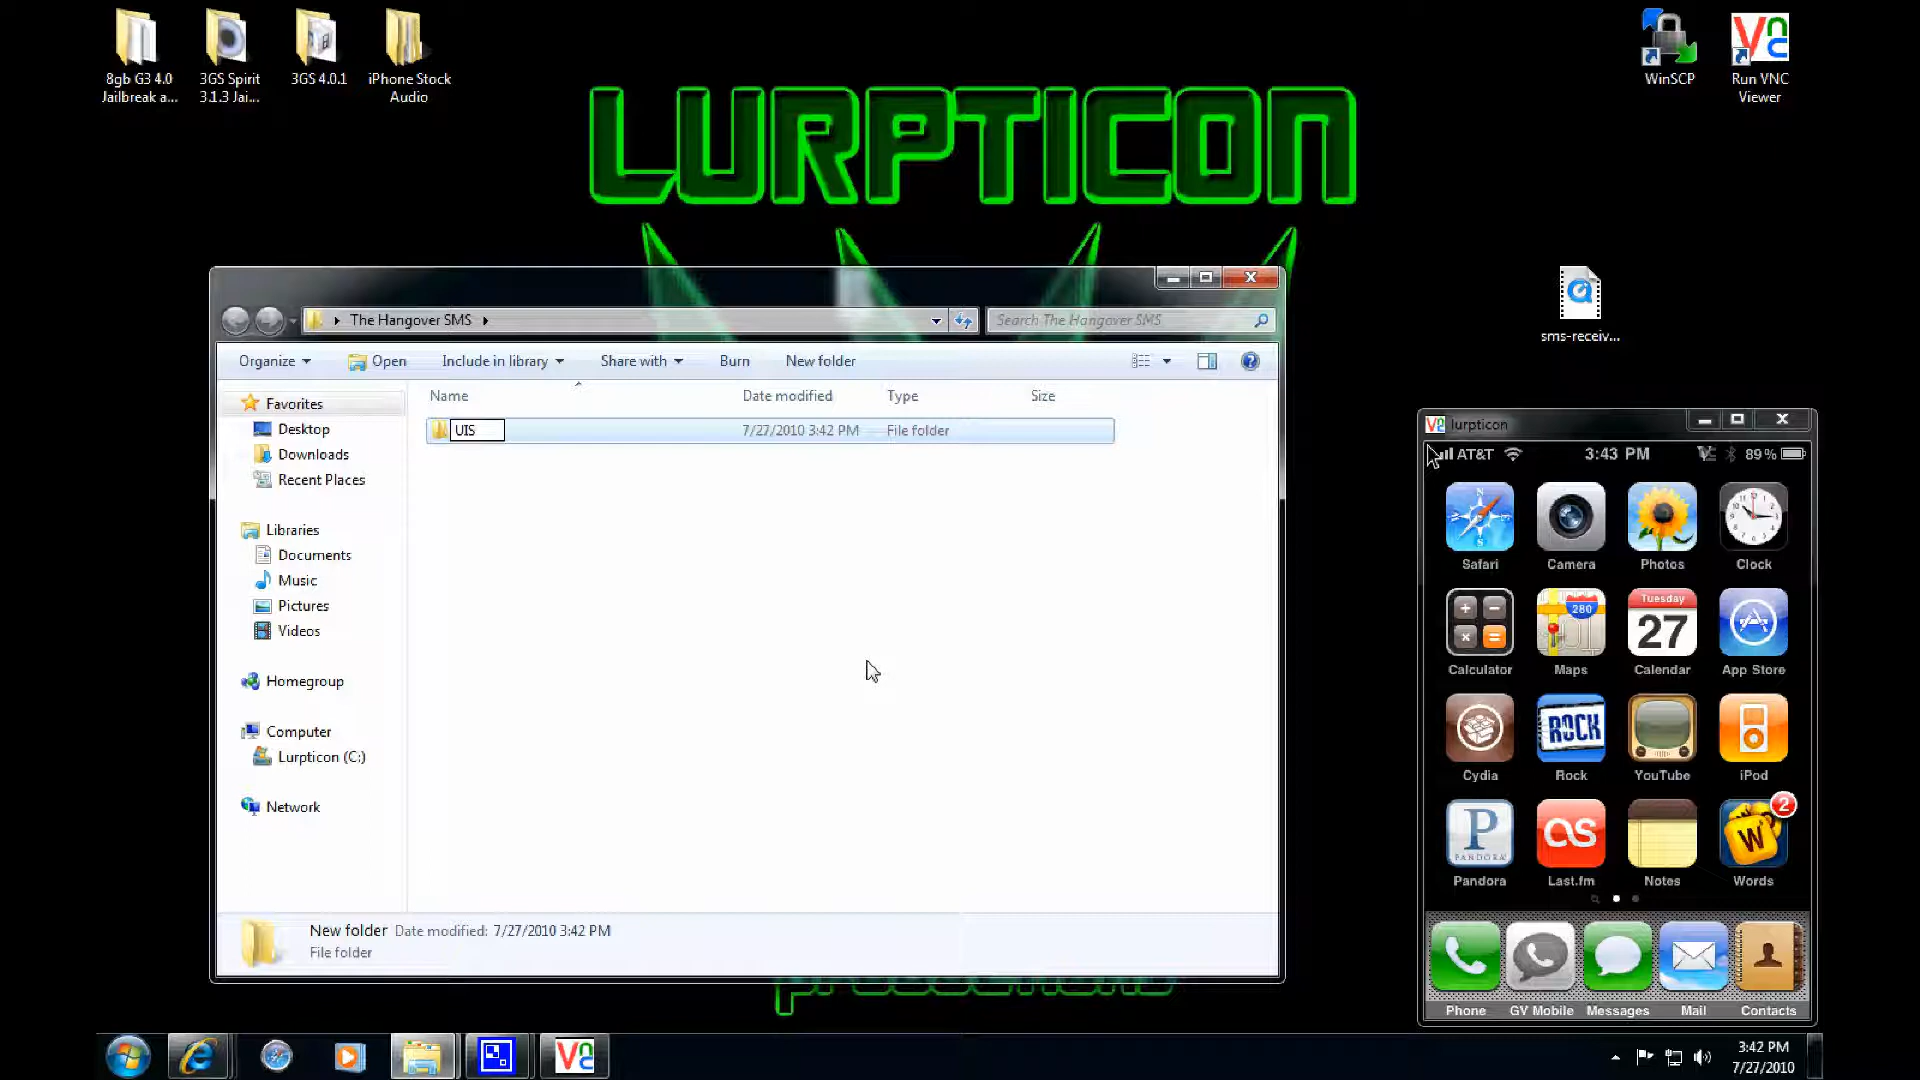 8gb G3 4.0
Jailbreak a...
3GS Spirit
3.1.3 Jai...
3GS 4.0.1
iPhone Stock
Audio
WinSCP
Run VNC
Viewer
LURPTICON
sms-receiv...
The Hangover SMS
Search The Hangover SMS
Organize
Open
Include in library
Share with
Burn
New folder
Name
Date modified
Type
Size
UIS
7/27/2010 3:42 PM
File folder
Favorites
Desktop
Downloads
Recent Places
Libraries
Documents
Music
Pictures
Videos
Homegroup
Computer
Lurpticon (C:)
Network
New folder
Date modified: 7/27/2010 3:42 PM
File folder
lurpticon
AT&T
3:43 PM
89%
Safari
Camera
Photos
Clock
280
Tuesday
27
Calculator
Maps
Calendar
App Store
ROCK
Cydia
Rock
YouTube
iPod
P
PANDORA
as
W
2
Pandora
Last.fm
Notes
Words
Phone
GV Mobile
Messages
Mail
Contacts
3:42 PM
7/27/2010